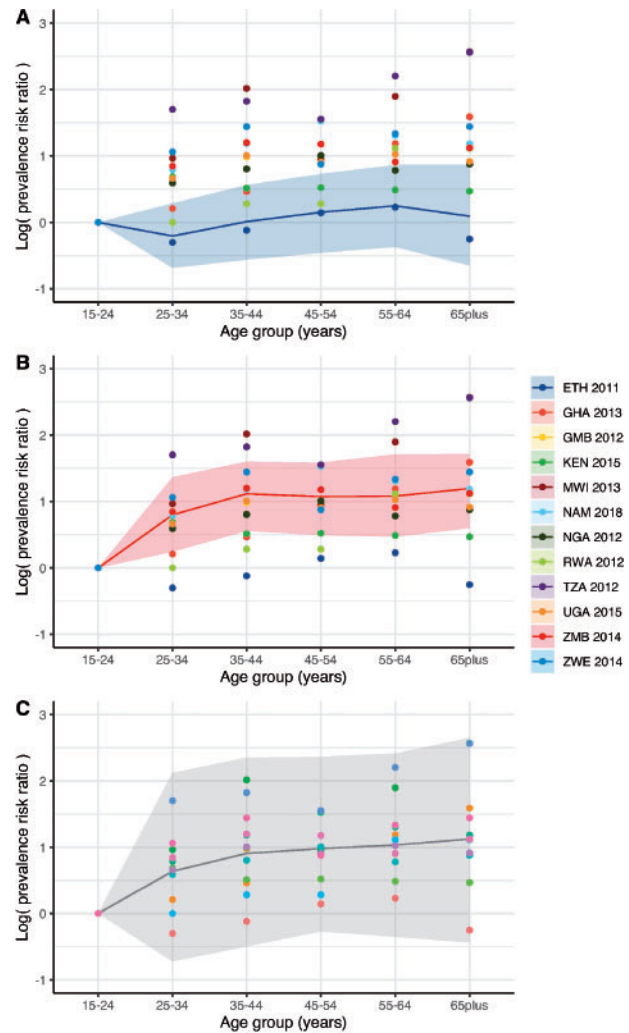 A
Log( prevalence risk ratio )
3
2
1
0
-1
15-24 25-34 35-44 45-54 55-64 65plus
Age group (years)
B
Log( prevalence risk ratio )
3
2
1
0
-1
15-24 25-34 35-44 45-54 55-64 65plus
Age group (years)
ETH 2011
GHA 2013
GMB 2012
KEN 2015
MWI 2013
NAM 2018
NGA 2012
RWA 2012
TZA 2012
UGA 2015
ZMB 2014
ZWE 2014
C
Log( prevalence risk ratio )
3
2
1
0
-1
15-24 25-34 35-44 45-54 55-64 65plus
Age group (years)